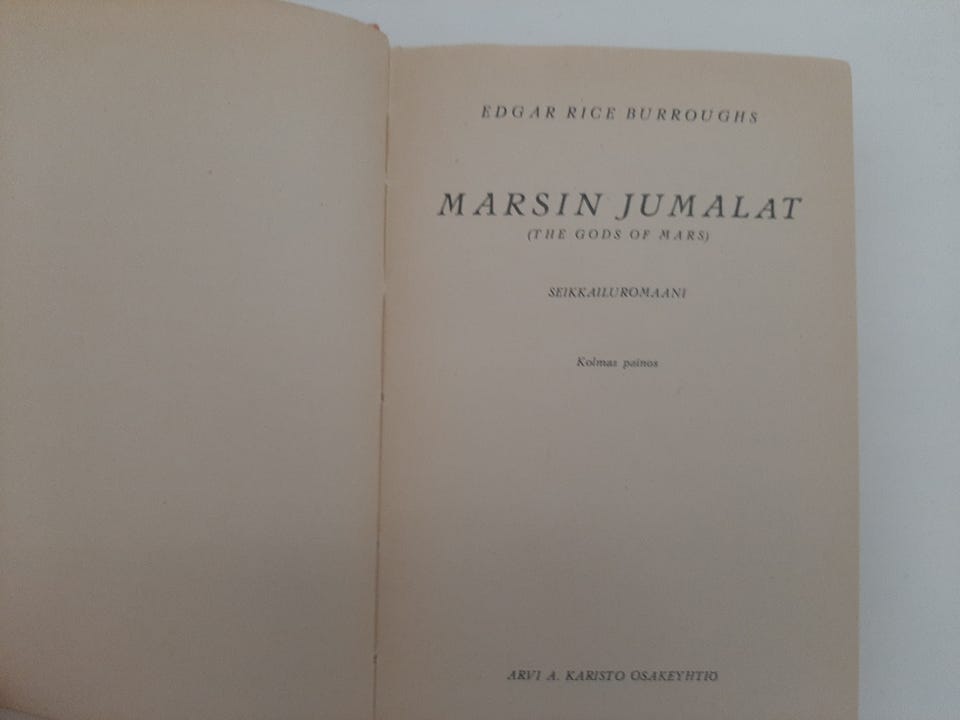 EDGAR RICE BURROUGHS
MARSIN JUMALAT
(THE GODS OF MARS)
SEIKKAILUROMAANI
Kolmas painos
ARVI A. KARISTO OSAKEYHTIÖ